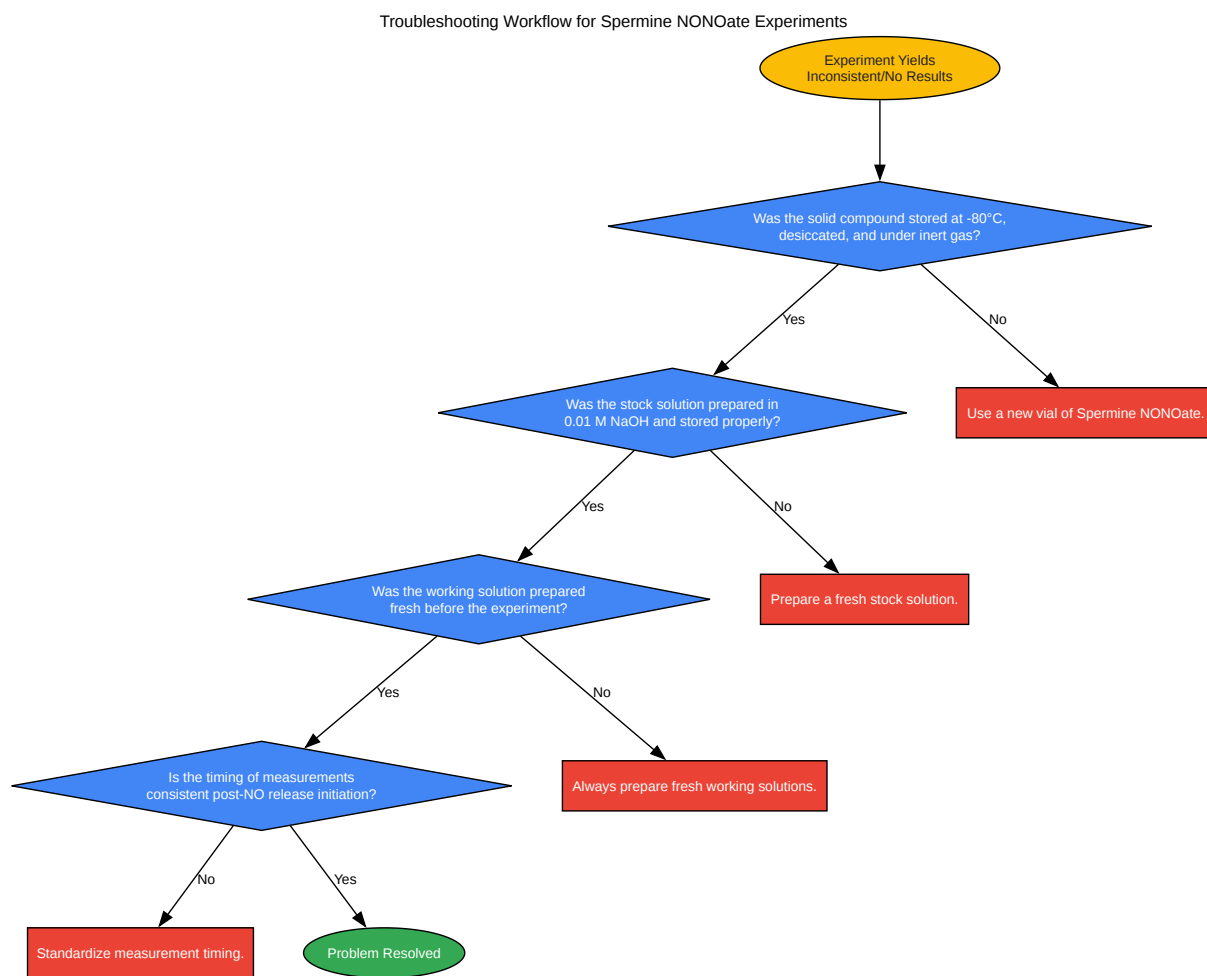 Troubleshooting Workflow for Spermine NONOate Experiments
Experiment Yields
Inconsistent/No Results
Was the solid compound stored at -80°C,
desiccated, and under inert gas?
Yes
No
Was the stock solution prepared in
0.01 M NaOH and stored properly?
Use a new vial of Spermine NONOate.
Yes
No
Was the working solution prepared
fresh before the experiment?
Prepare a fresh stock solution.
Yes
No
Is the timing of measurements
consistent post-NO release initiation?
Always prepare fresh working solutions.
No
Yes
Standardize measurement timing.
Problem Resolved